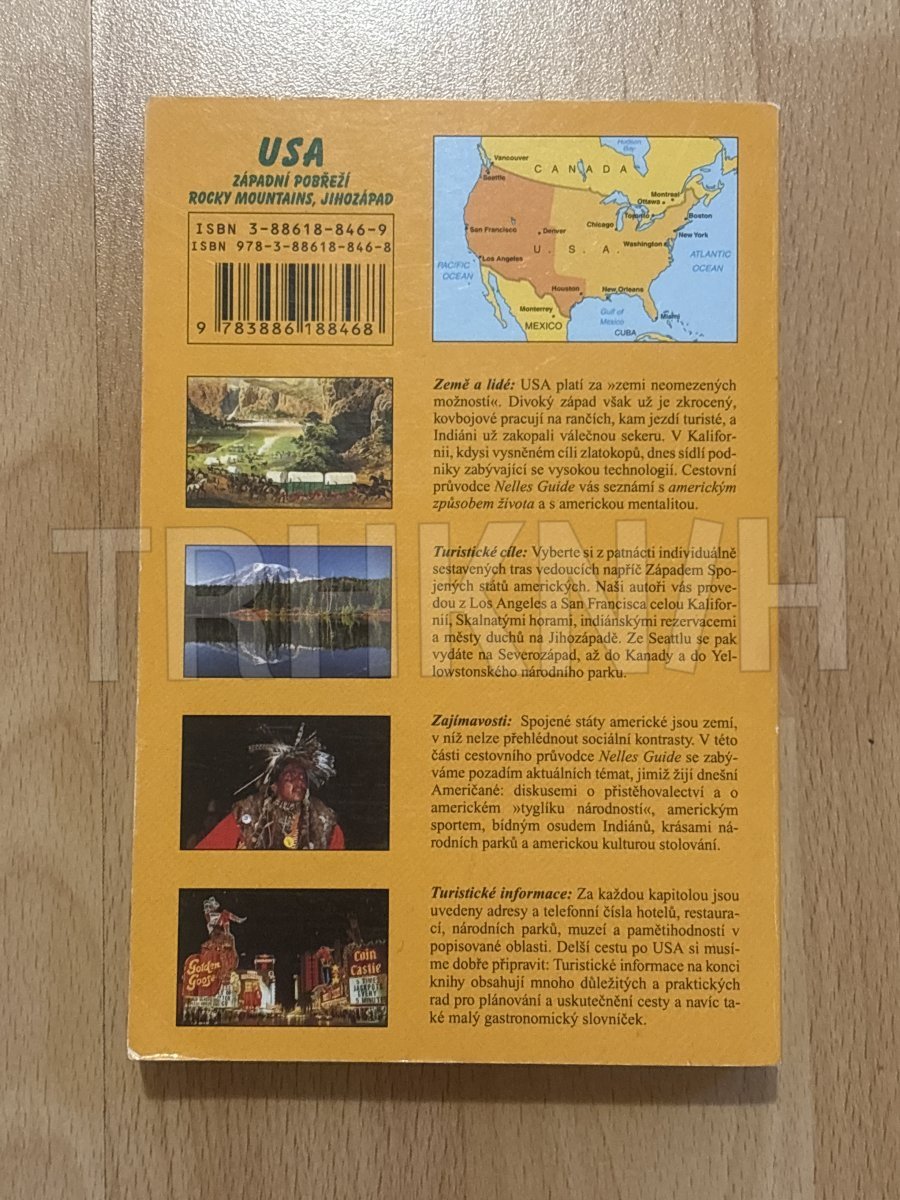 USA
ZÁPADNÍ POBŘEŽÍ
ROCKY MOUNTAINS, JIHOZÁPAD
ISBN 3-88618-846-9
ISBN 978-3-88618-846-8
9 783886 188468
Hudson
Bay
Vancouver
CANADA
Seattle
Montreal
Ottawa
Toronto
Boston
Chicago
San Francisco
Denver
New York
U. S. A.
Washington
Los Angeles
PACIFIC
OCEAN
ATLANTIC
OCEAN
Houston
New Orleans
Monterrey
Gulf of
Mexico
Miami
MEXICO
CUBA
Země a lidé: USA platí za »zemi neomezených
možností«. Divoký západ však už je zkrocený,
kovbojové pracují na rančích, kam jezdí turisté, a
Indiáni už zakopali válečnou sekeru. V Kalifor-
nii, kdysi vysněném cíli zlatokopů, dnes sídlí pod-
niky zabývající se vysokou technologií. Cestovní
průvodce Nelles Guide vás seznámí s americkým
způsobem života a s americkou mentalitou.
Turistické cíle: Vyberte si z patnácti individuálně
sestavených tras vedoucích napříč Západem Spo-
jených států amerických. Naši autoři vás prove-
dou z Los Angeles a San Francisca celou Kalifor-
nií, Skalnatými horami, indiánskými rezervacemi
a městy duchů na Jihozápadě. Ze Seattlu se pak
vydáte na Severozápad, až do Kanady a do Yel-
lowstonského národního parku.
Zajímavosti: Spojené státy americké jsou zemí,
v níž nelze přehlédnout sociální kontrasty. V této
části cestovního průvodce Nelles Guide se zabý-
váme pozadím aktuálních témat, jimiž žijí dnešní
Američané: diskusemi o přistěhovalectví a o
americkém »tyglíku národností«, americkým
sportem, bídným osudem Indiánů, krásami ná-
rodních parků a americkou kulturou stolování.
Turistické informace: Za každou kapitolou jsou
uvedeny adresy a telefonní čísla hotelů, restaura-
cí, národních parků, muzeí a pamětihodností v
popisované oblasti. Delší cestu po USA si musí-
me dobře připravit: Turistické informace na konci
knihy obsahují mnoho důležitých a praktických
rad pro plánování a uskutečnění cesty a navíc ta-
ké malý gastronomický slovníček.
Golden
Goose
Coin
Castle
5 TIMES
JACKPOTS
EVERY
5 MINUTES